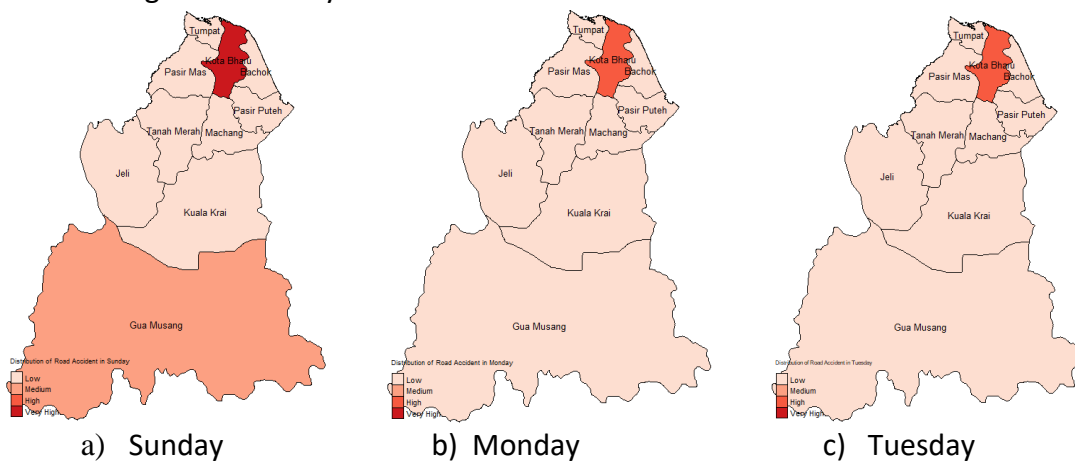 Tumpat
Kota Bharu
Pasir Mas
Bachok
Pasir Puteh
Tanah Merah
Machang
Jeli
Kuala Krai
Gua Musang
Distribution of Road Accident in Sunday
Low
Medium
High
Very High
a) Sunday
Tumpat
Kota Bharu
Pasir Mas
Bachok
Pasir Puteh
Tanah Merah
Machang
Jeli
Kuala Krai
Gua Musang
Distribution of Road Accident in Monday
Low
Medium
High
Very High
b) Monday
Tumpat
Kota Bharu
Pasir Mas
Bachok
Pasir Puteh
Tanah Merah
Machang
Jeli
Kuala Krai
Gua Musang
Distribution of Road Accident in Tuesday
Low
Medium
High
Very High
c) Tuesday